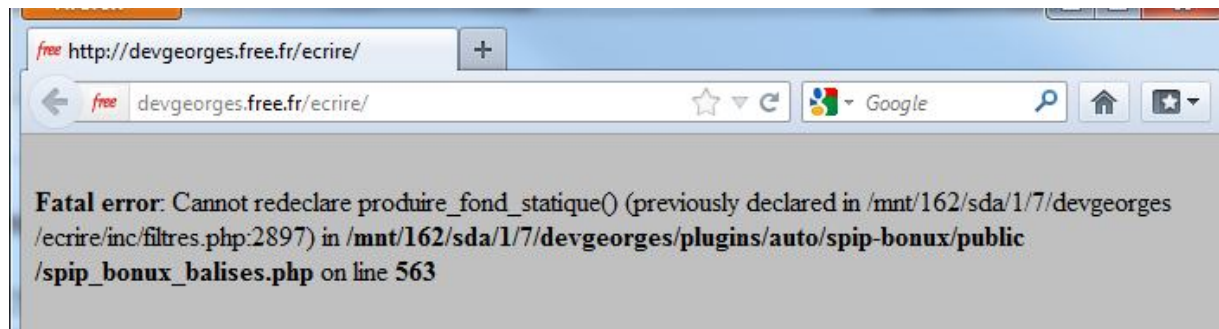 free http://devgeorges.free.fr/ecrire/
free devgeorges.free.fr/ecrire/ Google
Fatal error: Cannot redeclare produire_fond_statique() (previously declared in /mnt/162/sda/1/7/devgeorges
/ecrire/inc/filtres.php:2897) in /mnt/162/sda/1/7/devgeorges/plugins/auto/spip-bonux/public
/spip_bonux_balises.php on line 563